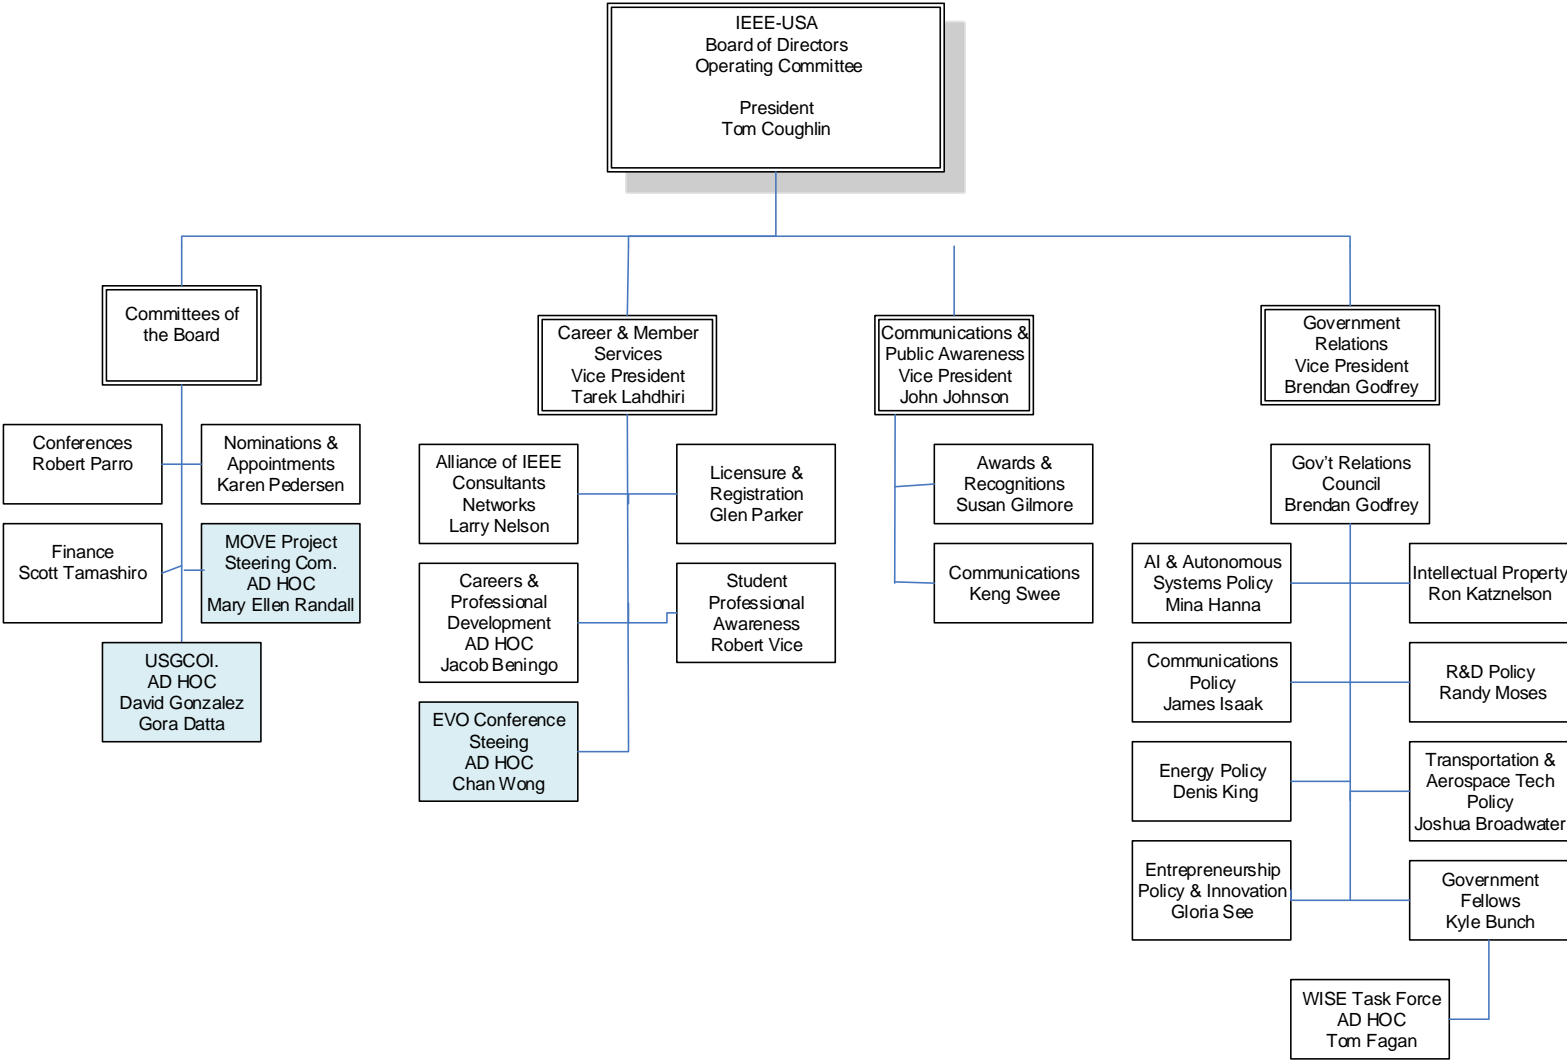 IEEE-USA
Board of Directors
Operating Committee
President
Tom Coughlin
Committees of
the Board
Conferences
Robert Parro
Nominations &
Appointments
Karen Pedersen
Finance
Scott Tamashiro
MOVE Project
Steering Com.
AD HOC
Mary Ellen Randall
USGCOI.
AD HOC
David Gonzalez
Gora Datta
Career & Member
Services
Vice President
Tarek Lahdhiri
Alliance of IEEE
Consultants
Networks
Larry Nelson
Licensure &
Registration
Glen Parker
Careers &
Professional
Development
AD HOC
Jacob Beningo
Student
Professional
Awareness
Robert Vice
EVO Conference
Steeing
AD HOC
Chan Wong
Communications &
Public Awareness
Vice President
John Johnson
Awards &
Recognitions
Susan Gilmore
Communications
Keng Swee
Government
Relations
Vice President
Brendan Godfrey
Gov’t Relations
Council
Brendan Godfrey
AI & Autonomous
Systems Policy
Mina Hanna
Intellectual Property
Ron Katznelson
Communications
Policy
James Isaak
R&D Policy
Randy Moses
Energy Policy
Denis King
Transportation &
Aerospace Tech
Policy
Joshua Broadwater
Entrepreneurship
Policy & Innovation
Gloria See
Government
Fellows
Kyle Bunch
WISE Task Force
AD HOC
Tom Fagan